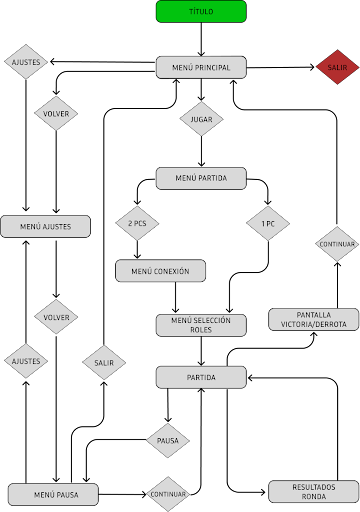 TÍTULO
AJUSTES
MENÚ PRINCIPAL
SALIR
VOLVER
JUGAR
MENÚ PARTIDA
MENÚ AJUSTES
2 PCS
1 PC
CONTINUAR
MENÚ CONEXIÓN
VOLVER
MENÚ SELECCIÓN
ROLES
PANTALLA
VICTORIA/DERROTA
AJUSTES
SALIR
PARTIDA
PAUSA
MENÚ PAUSA
CONTINUAR
RESULTADOS
RONDA